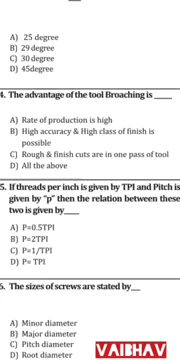 A) 25 degree
B) 29 degree
C) 30 degree
D) 45degree
4. The advantage of the tool Broaching is _____
A) Rate of production is high
B) High accuracy & High class of finish is
possible
C) Rough & finish cuts are in one pass of tool
D) All the above
5. If threads per inch is given by TPI and Pitch is
given by "p" then the relation between these
two is given by____
A) P=0.5TPI
B) P=2TPI
C) P=1/TPI
D) P= TPI
6. The sizes of screws are stated by__
A) Minor diameter
B) Major diameter
C) Pitch diameter
D) Root diameter
VAIBHAV